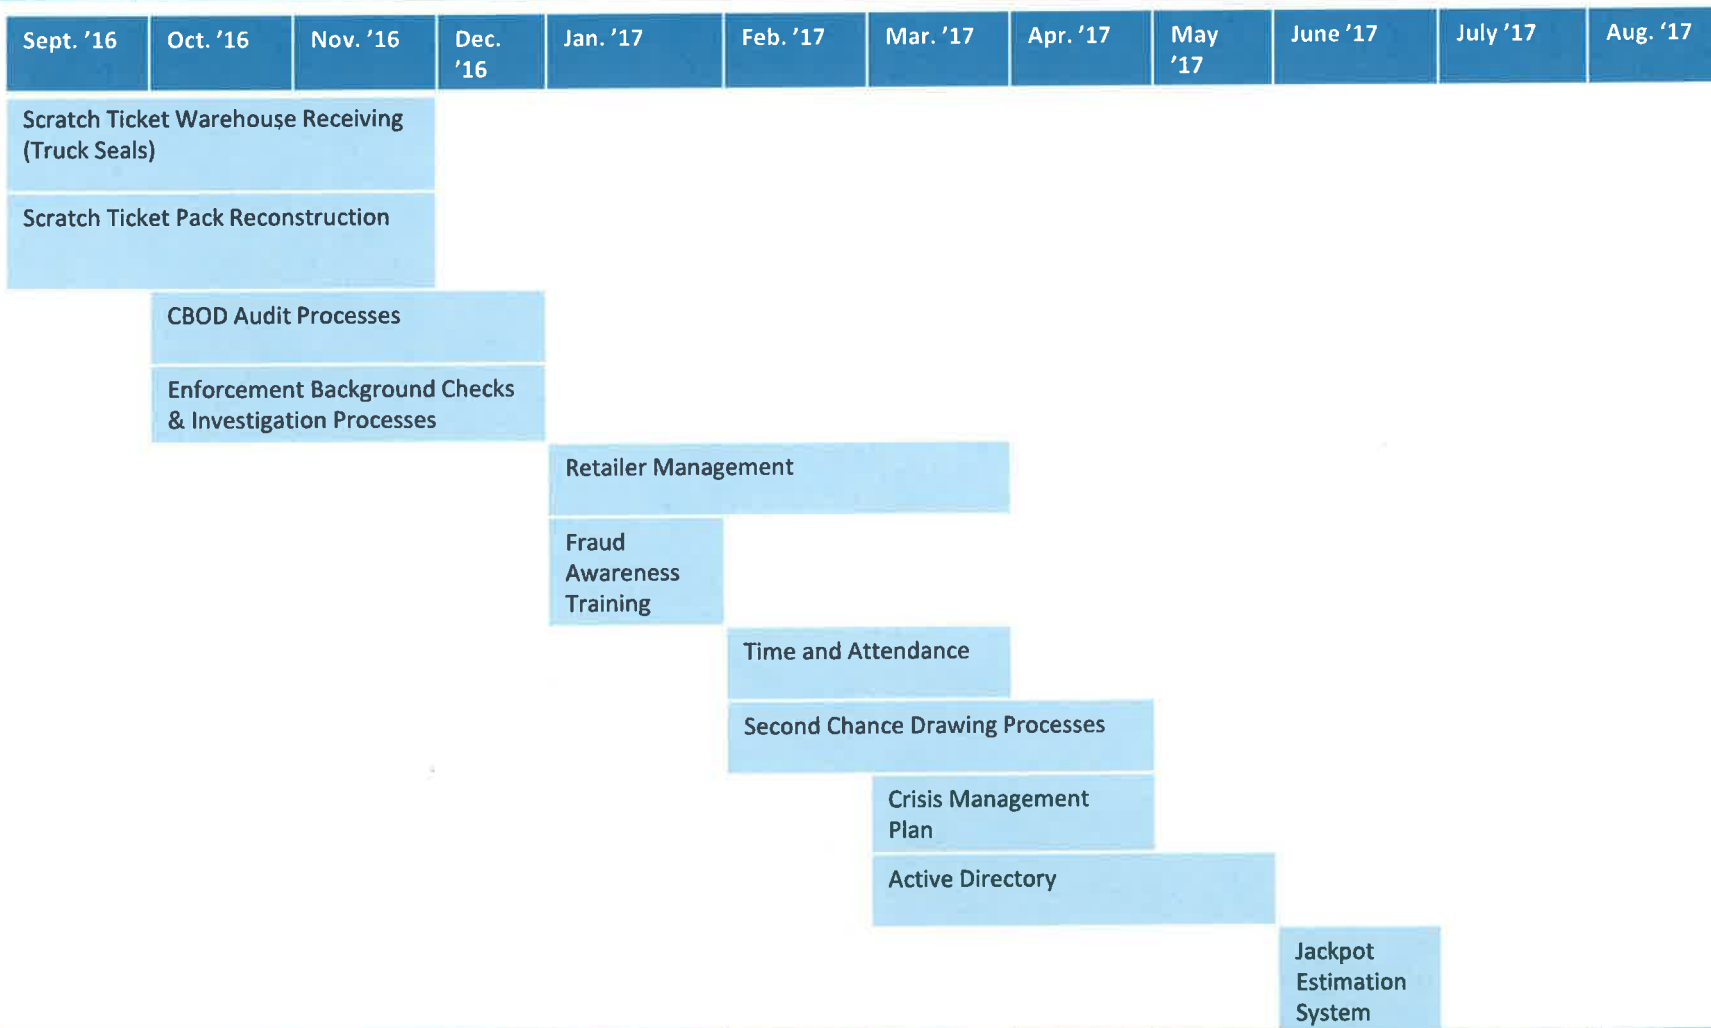 Sept. '16 Oct. '16 Nov. '16 Dec. '16 Jan. '17 Feb. '17 Mar. '17 Apr. '17 May '17 June '17 July '17 Aug. '17
Scratch Ticket Warehouse Receiving
(Truck Seals)
Scratch Ticket Pack Reconstruction
CBOD Audit Processes
Enforcement Background Checks
& Investigation Processes
Retailer Management
Fraud
Awareness
Training
Time and Attendance
Second Chance Drawing Processes
Crisis Management
Plan
Active Directory
Jackpot
Estimation
System